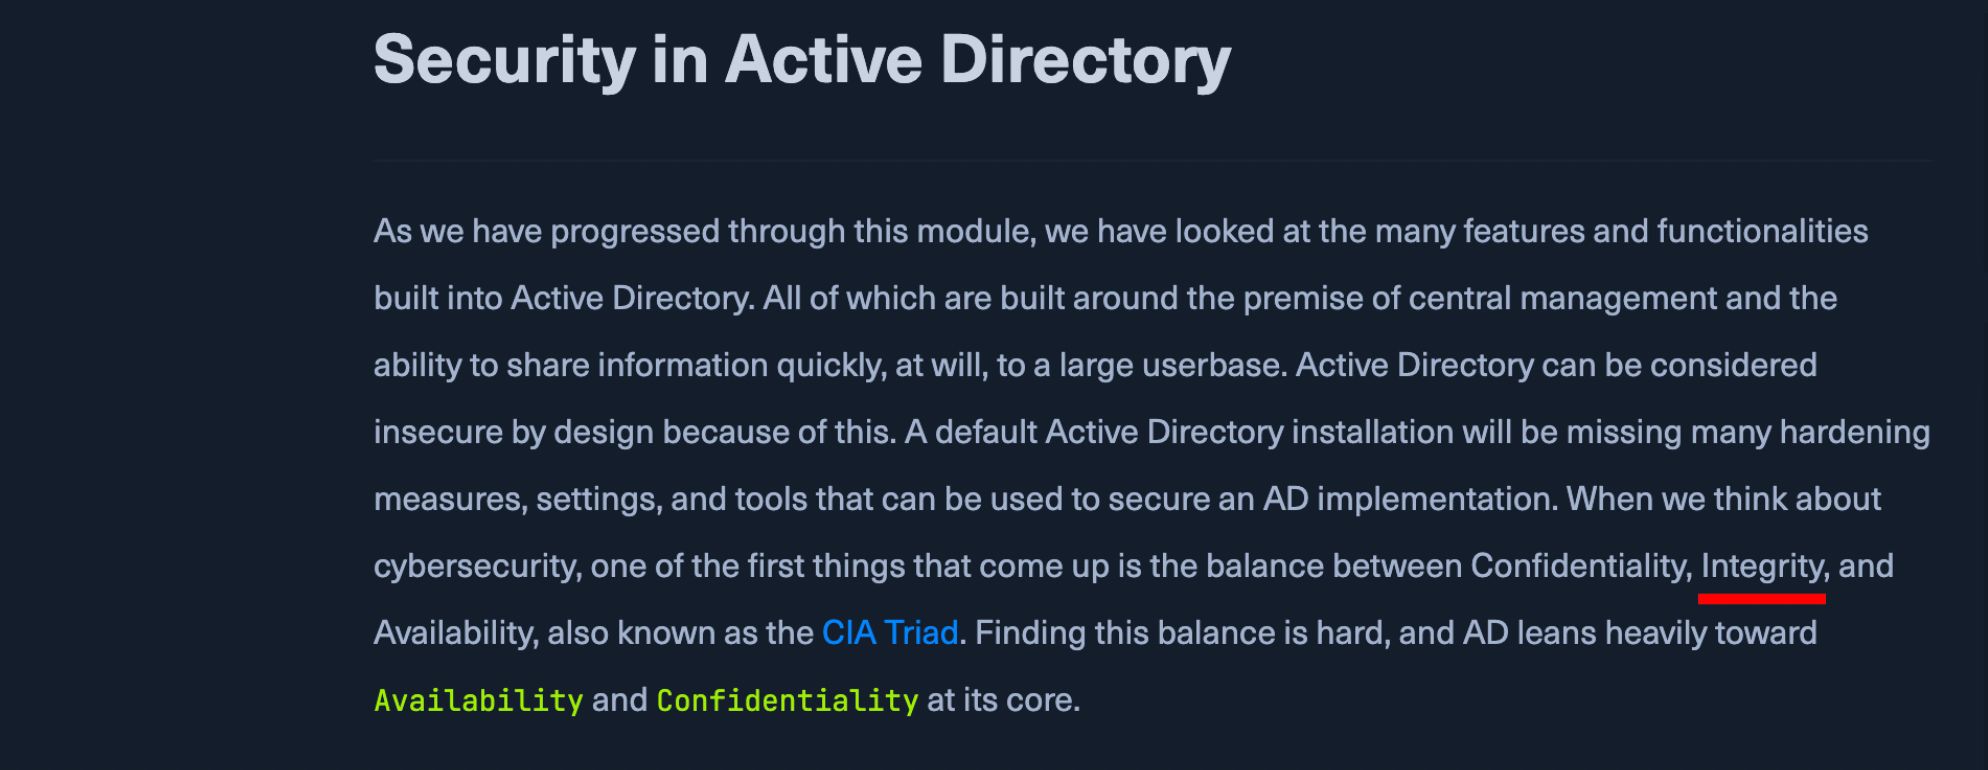 Security in Active Directory
As we have progressed through this module, we have looked at the many features and functionalities
built into Active Directory. All of which are built around the premise of central management and the
ability to share information quickly, at will, to a large userbase. Active Directory can be considered
insecure by design because of this. A default Active Directory installation will be missing many hardening
measures, settings, and tools that can be used to secure an AD implementation. When we think about
cybersecurity, one of the first things that come up is the balance between Confidentiality, Integrity, and
Availability, also known as the CIA Triad. Finding this balance is hard, and AD leans heavily toward
Availability and Confidentiality at its core.